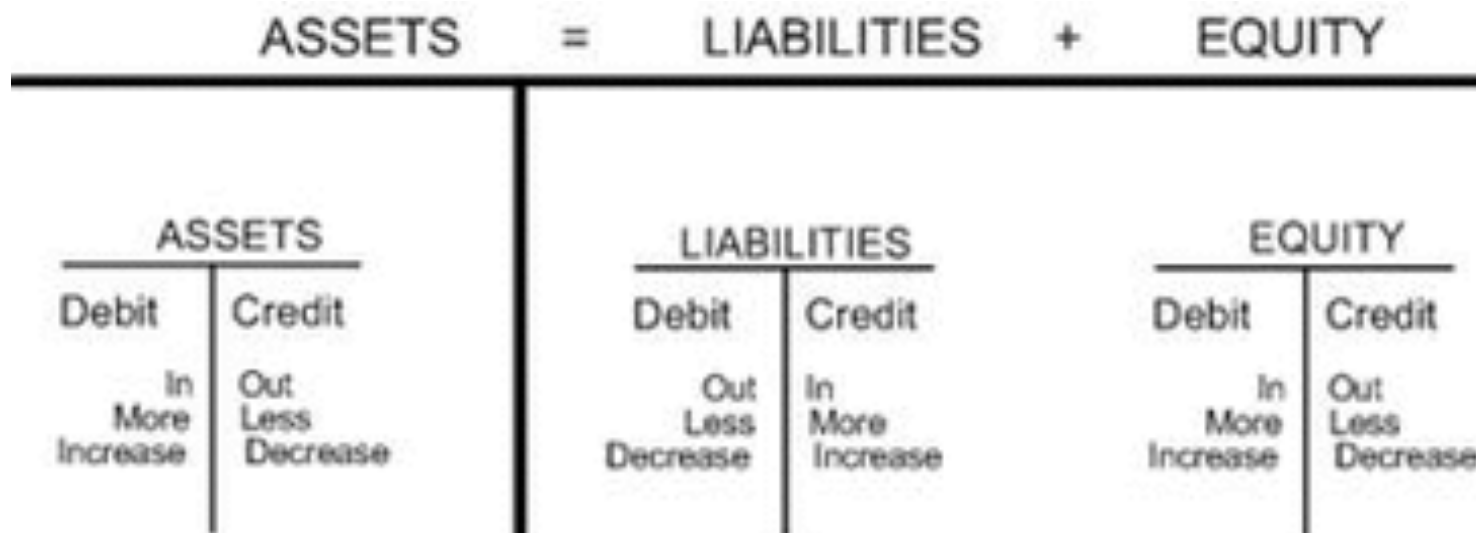 ASSETS = LIABILITIES + EQUITY
ASSETS
Debit Credit
In Out
More Less
Increase Decrease
LIABILITIES
Debit Credit
Out In
Less More
Decrease Increase
EQUITY
Debit Credit
In Out
More Less
Increase Decrease